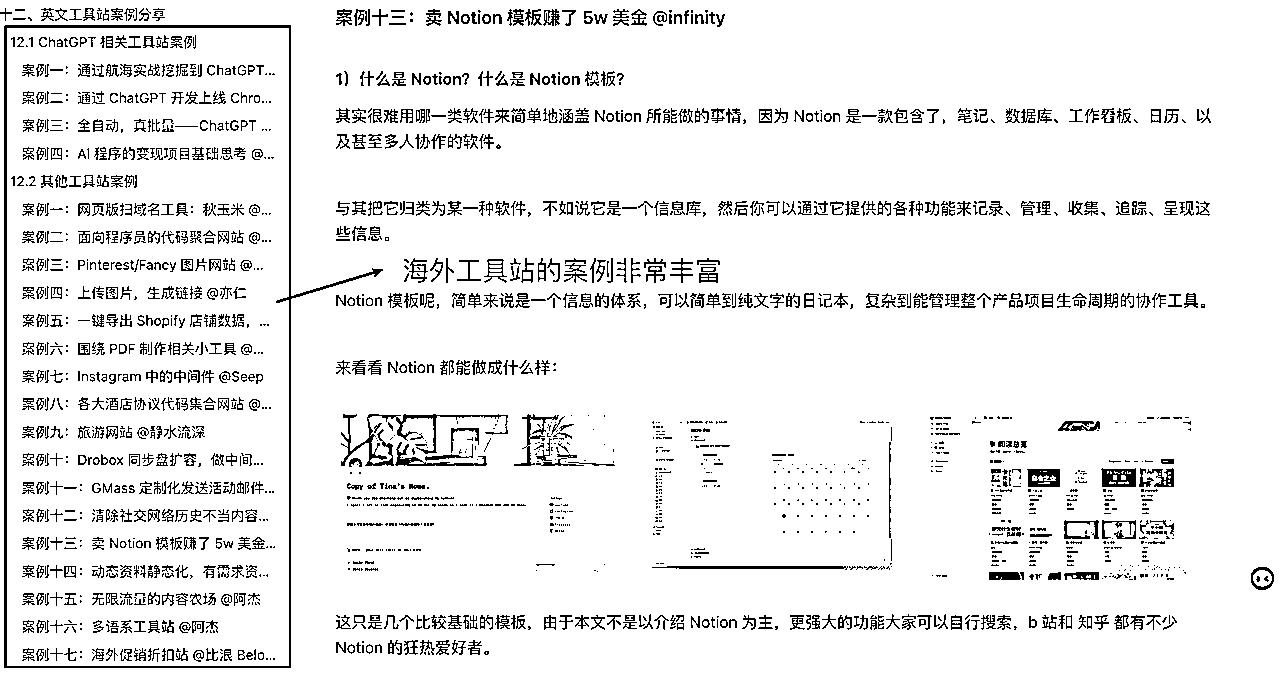 十二、英文工具站案例分享
12.1 ChatGPT 相关工具站案例
案例一：通过航海实战挖掘到 ChatGPT...
案例二：通过 ChatGPT 开发上线 Chro...
案例三：全自动，真批量——ChatGPT ...
案例四：AI 程序的变现项目基础思考 @...
12.2 其他工具站案例
案例一：网页版扫域名工具：秋玉米 @...
案例二：面向程序员的代码聚合网站 @...
案例三：Pinterest/Fancy 图片网站 @...
案例四：上传图片，生成链接 @亦仁
案例五：一键导出 Shopify 店铺数据，...
案例六：围绕 PDF 制作相关小工具 @...
案例七：Instagram 中的中间件 @Seep
案例八：各大酒店协议代码集合网站 @...
案例九：旅游网站 @静水流深
案例十：Drobox 同步盘扩容，做中间...
案例十一：GMass 定制化发送活动邮件...
案例十二：清除社交网络历史不当内容...
案例十三：卖 Notion 模板赚了 5w 美金...
案例十四：动态资料静态化，有需求资...
案例十五：无限流量的内容农场 @阿杰
案例十六：多语系工具站 @阿杰
案例十七：海外促销折扣站 @比浪 Belo...
案例十三：卖 Notion 模板赚了 5w 美金 @infinity
1）什么是 Notion？什么是 Notion 模板？
其实很难用哪一类软件来简单地涵盖 Notion 所能做的事情，因为 Notion 是一款包含了，笔记、数据库、工作看板、日历、以
及甚至多人协作的软件。
与其把它归类为某一种软件，不如说它是一个信息库，然后你可以通过它提供的各种功能来记录、管理、收集、追踪、呈现这
些信息。
海外工具站的案例非常丰富
Notion 模板呢，简单来说是一个信息的体系，可以简单到纯文字的日记本，复杂到能管理整个产品项目生命周期的协作工具。
来看看 Notion 都能做成什么样：
Copy of Tina's Home.
这只是几个比较基础的模板，由于本文不是以介绍 Notion 为主，更强大的功能大家可以自行搜索，b 站和 知乎 都有不少
Notion 的狂热爱好者。